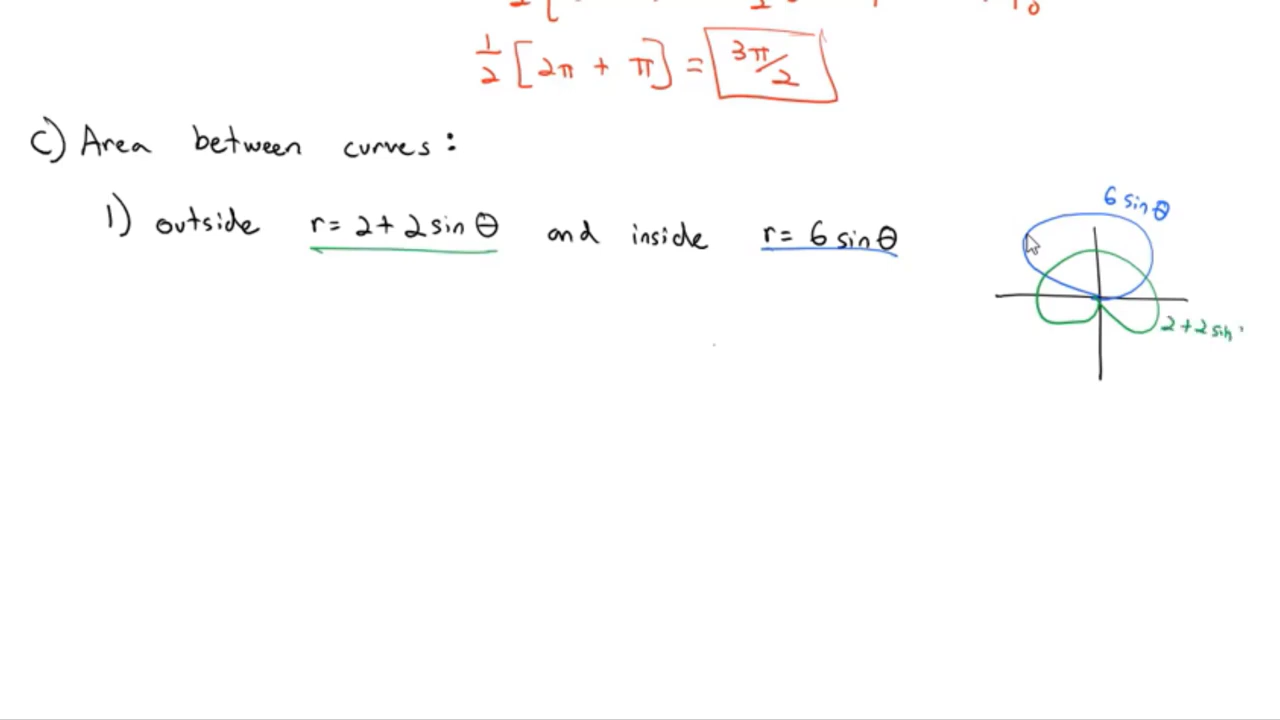 1/2 [2π + π] = 3π/2
C) Area between curves:
1) outside r = 2 + 2 sin θ and inside r = 6 sin θ
6 sin θ
2 + 2 sin